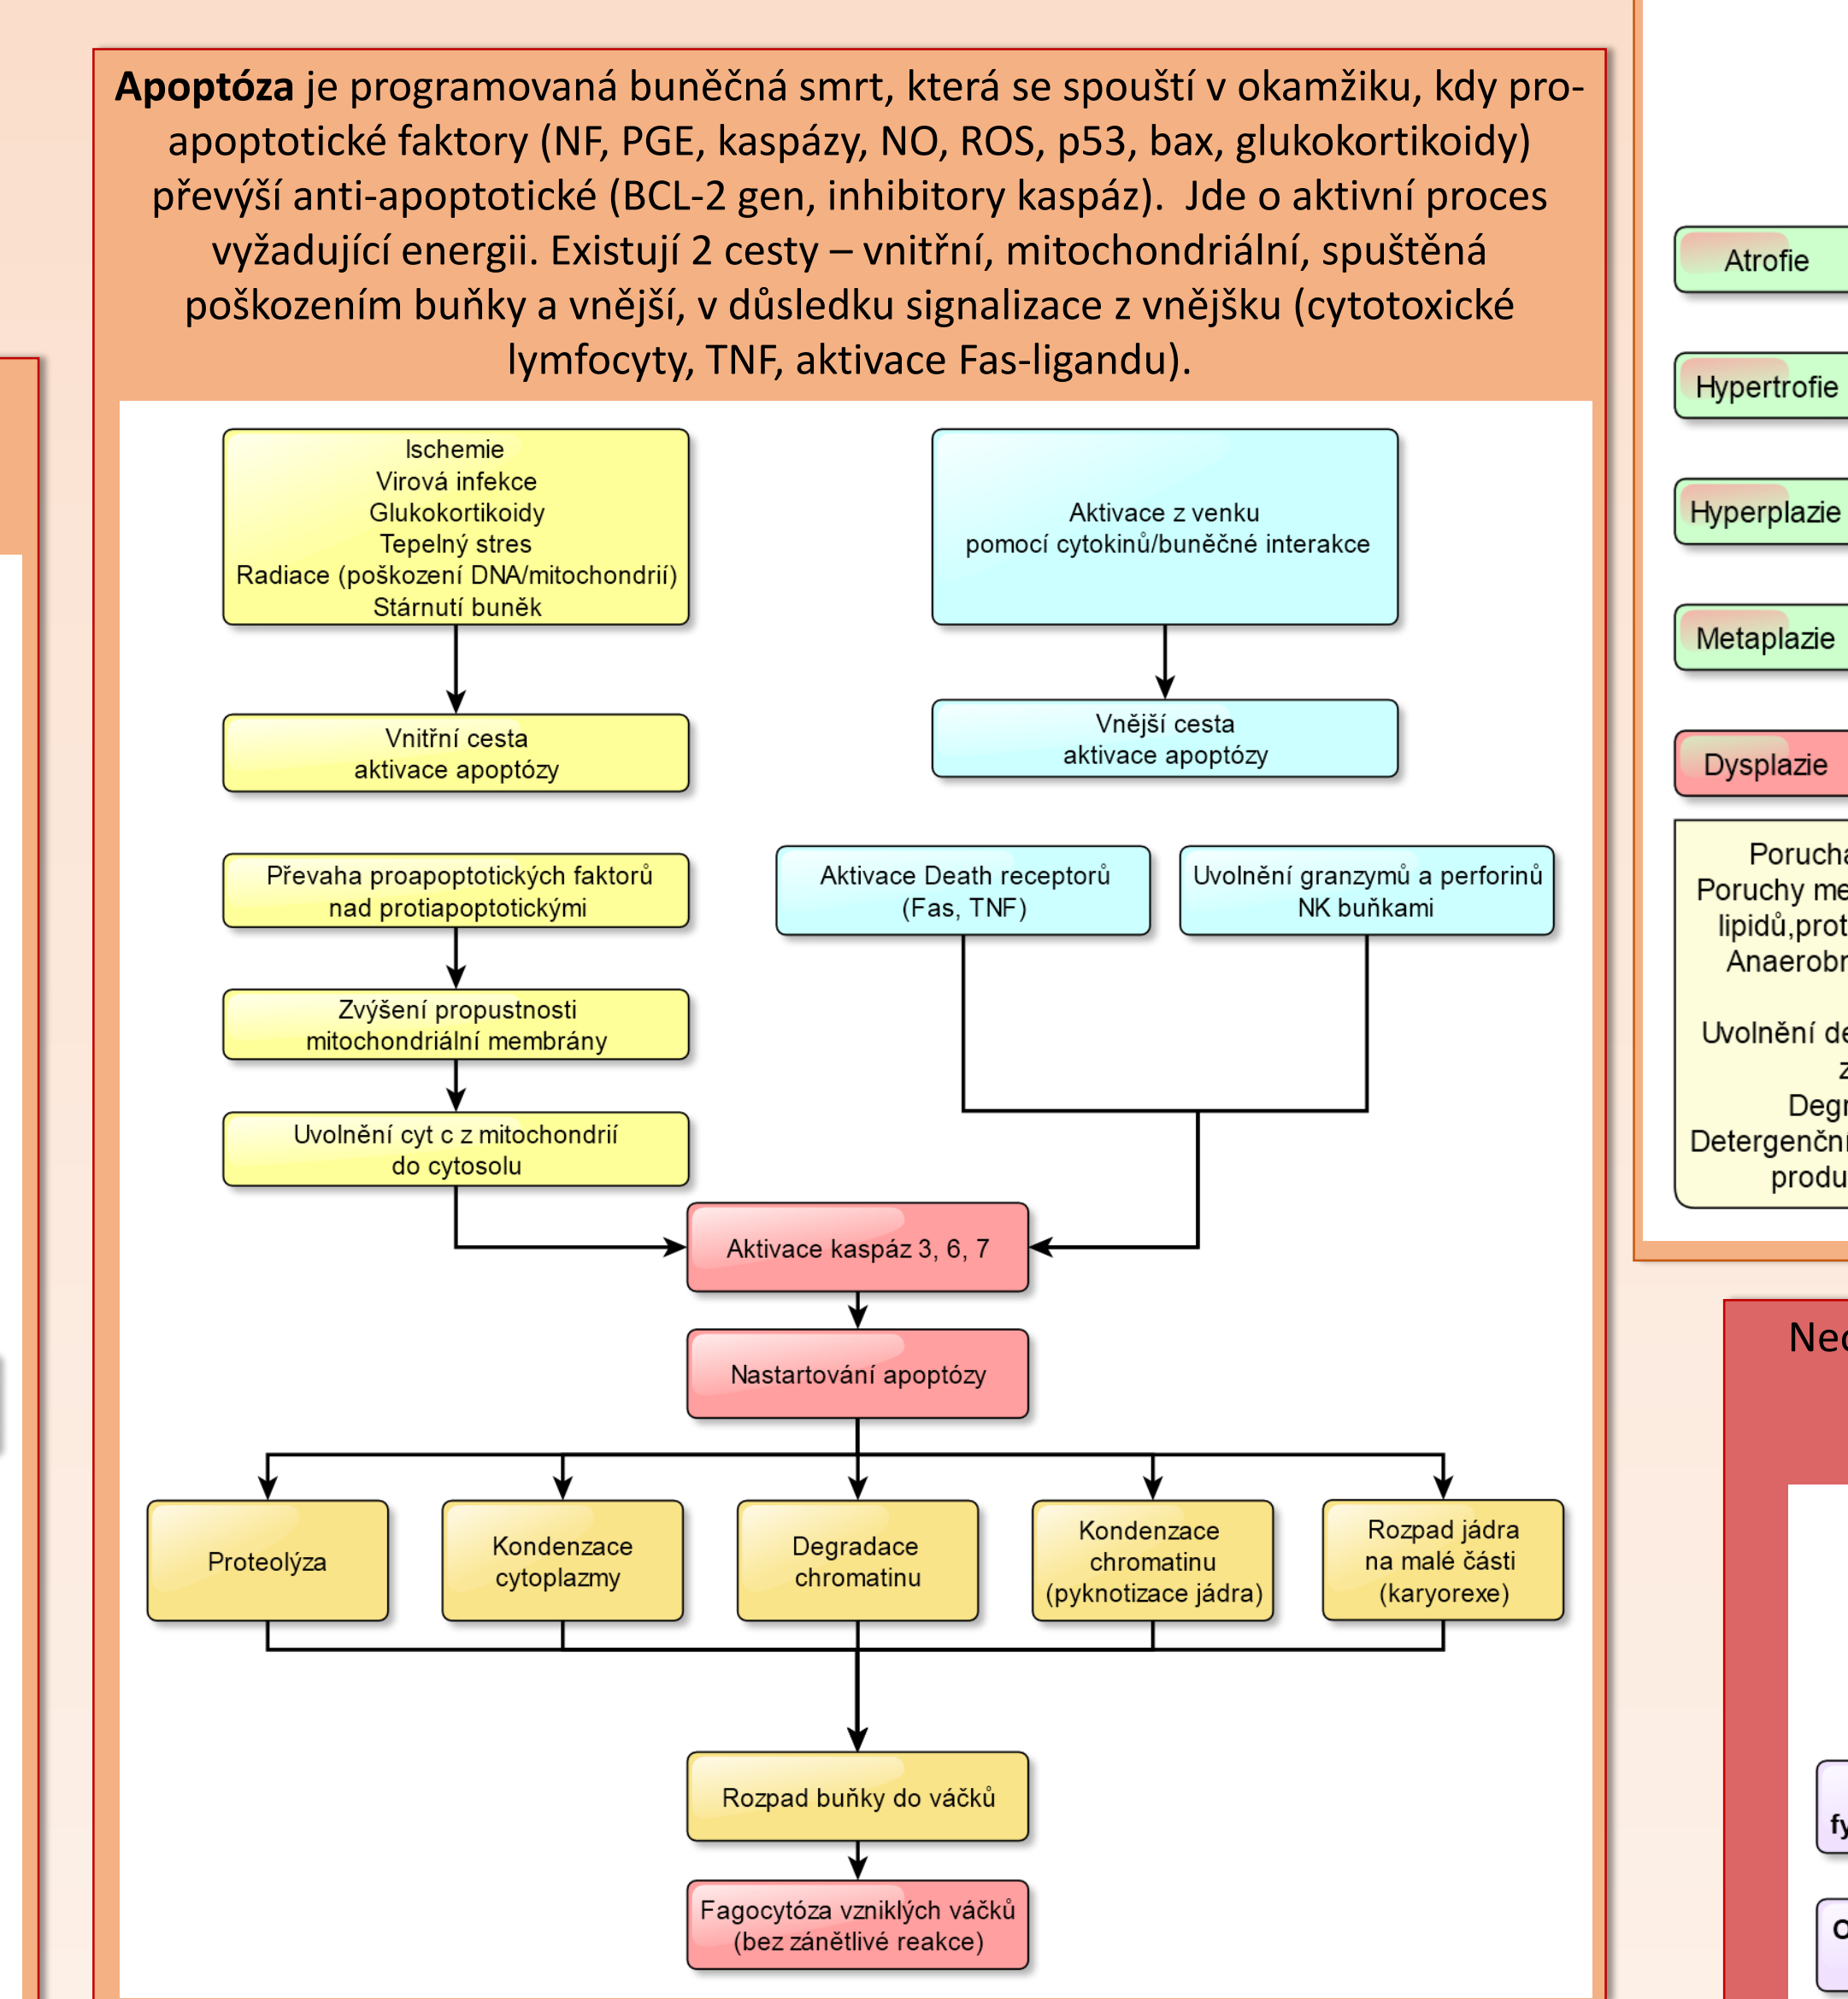 Apoptóza je programovaná buněčná smrt, která se spouští v okamžiku, kdy pro-
apoptotické faktory (NF, PGE, kaspázy, NO, ROS, p53, bax, glukokortikoidy)
převýší anti-apoptotické (BCL-2 gen, inhibitory kaspáz).  Jde o aktivní proces
vyžadující energii. Existují 2 cesty – vnitřní, mitochondriální, spuštěná
poškozením buňky a vnější, v důsledku signalizace z vnějšku (cytotoxické
lymfocyty, TNF, aktivace Fas-ligandu).
Ischemie
Virová infekce
Glukokortikoidy
Tepelný stres
Radiace (poškození DNA/mitochondrií)
Stárnutí buněk
Aktivace z venku
pomocí cytokinů/buněčné interakce
Vnitřní cesta
aktivace apoptózy
Vnější cesta
aktivace apoptózy
Převaha proapoptotických faktorů
nad protiapoptotickými
Aktivace Death receptorů
(Fas, TNF)
Uvolnění granzymů a perforinů
NK buňkami
Zvýšení propustnosti
mitochondriální membrány
Uvolnění cyt c z mitochondrií
do cytosolu
Aktivace kaspáz 3, 6, 7
Nastartování apoptózy
Proteolýza
Kondenzace
cytoplazmy
Degradace
chromatinu
Kondenzace
chromatinu
(pyknotizace jádra)
Rozpad jádra
na malé části
(karyorexe)
Rozpad buňky do váčků
Fagocytóza vzniklých váčků
(bez zánětlivé reakce)
Atrofie
Hypertrofie
Hyperplazie
Metaplazie
Dysplazie
Poruchy
lipidů,
Uvolnění